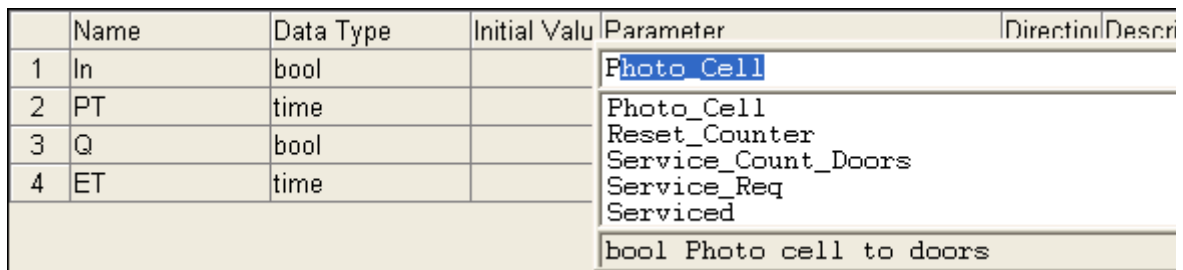 Name Data Type Initial Valu Parameter Direction Descri
1 In bool Photo_Cell
2 PT time Photo_Cell
Reset_Counter
3 Q bool Service_Count_Doors
4 ET time Service_Req
Serviced
bool Photo cell to doors